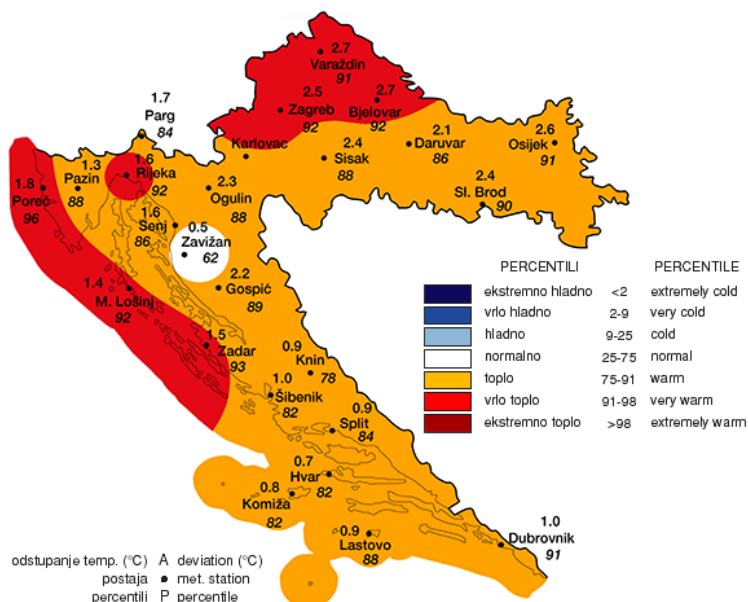 2.7
Varaždin
91
2.5
Zagreb
92
2.7
Bjelovar
92
1.7
Parg
84
Karlovac
2.4
Sisak
88
2.1
Daruvar
86
2.6
Osijek
91
2.4
Sl. Brod
90
1.8
Poreč
96
1.3
Pazin
88
1.6
Rijeka
92
2.3
Ogulin
88
1.6
Senj
86
0.5
Zavižan
62
2.2
Gospić
89
1.4
M. Lošinj
92
1.5
Zadar
93
0.9
Knin
78
1.0
Šibenik
82
0.9
Split
84
0.7
Hvar
82
0.8
Komiža
82
0.9
Lastovo
88
1.0
Dubrovnik
91
PERCENTILI PERCENTILE
ekstremno hladno <2 extremely cold
vrlo hladno 2-9 very cold
hladno 9-25 cold
normalno 25-75 normal
toplo 75-91 warm
vrlo toplo 91-98 very warm
ekstremno toplo >98 extremely warm
odstupanje temp. (°C) A deviation (°C)
postaja met. station
percentili P percentile